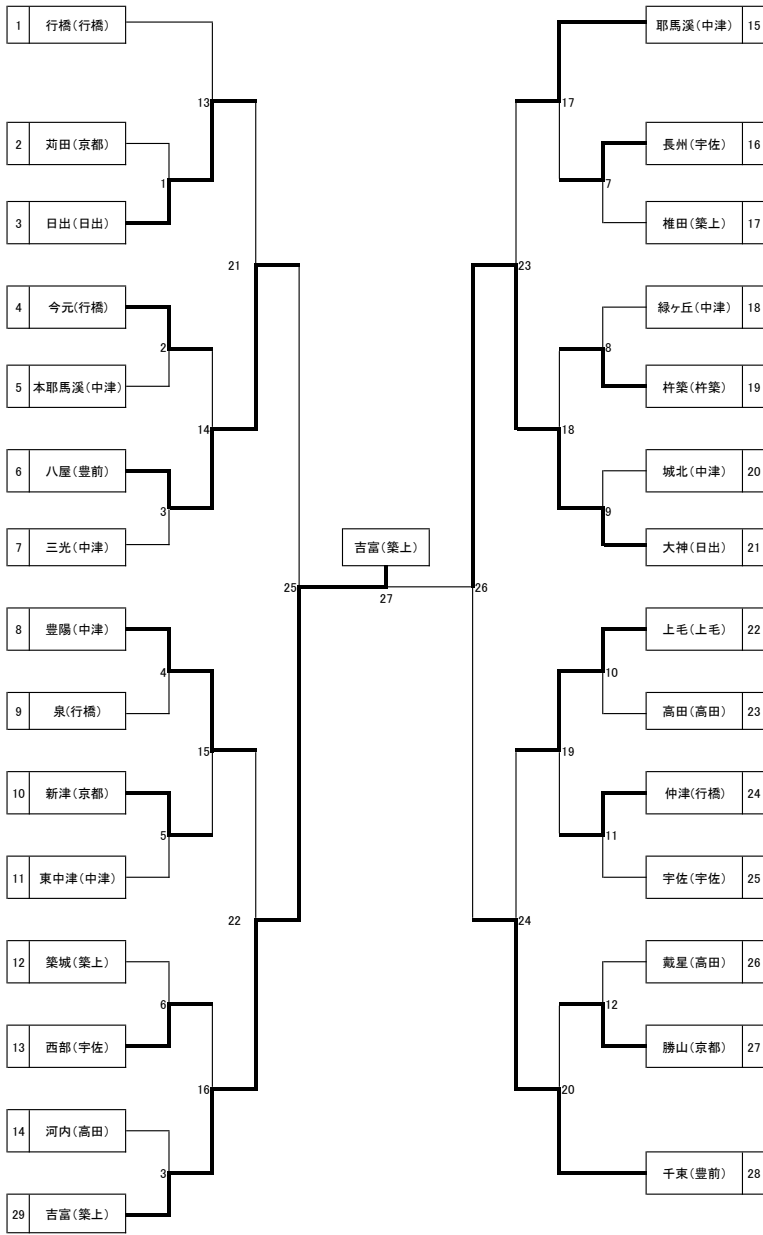 1 行橋(行橋)
13
2 苅田(京都)
1
3 日出(日出)
21
4 今元(行橋)
2
5 本耶馬溪(中津)
14
6 八屋(豊前)
3
7 三光(中津)
25
8 豊陽(中津)
4
9 泉(行橋)
15
10 新津(京都)
5
11 東中津(中津)
22
12 築城(築上)
6
13 西部(宇佐)
16
14 河内(高田)
3
29 吉富(築上)
吉富(築上)
27
耶馬溪(中津) 15
17
長州(宇佐) 16
7
椎田(築上) 17
23
緑ヶ丘(中津) 18
8
杵築(杵築) 19
18
城北(中津) 20
9
大神(日出) 21
26
上毛(上毛) 22
10
高田(高田) 23
19
仲津(行橋) 24
11
宇佐(宇佐) 25
24
戴星(高田) 26
12
勝山(京都) 27
20
千束(豊前) 28